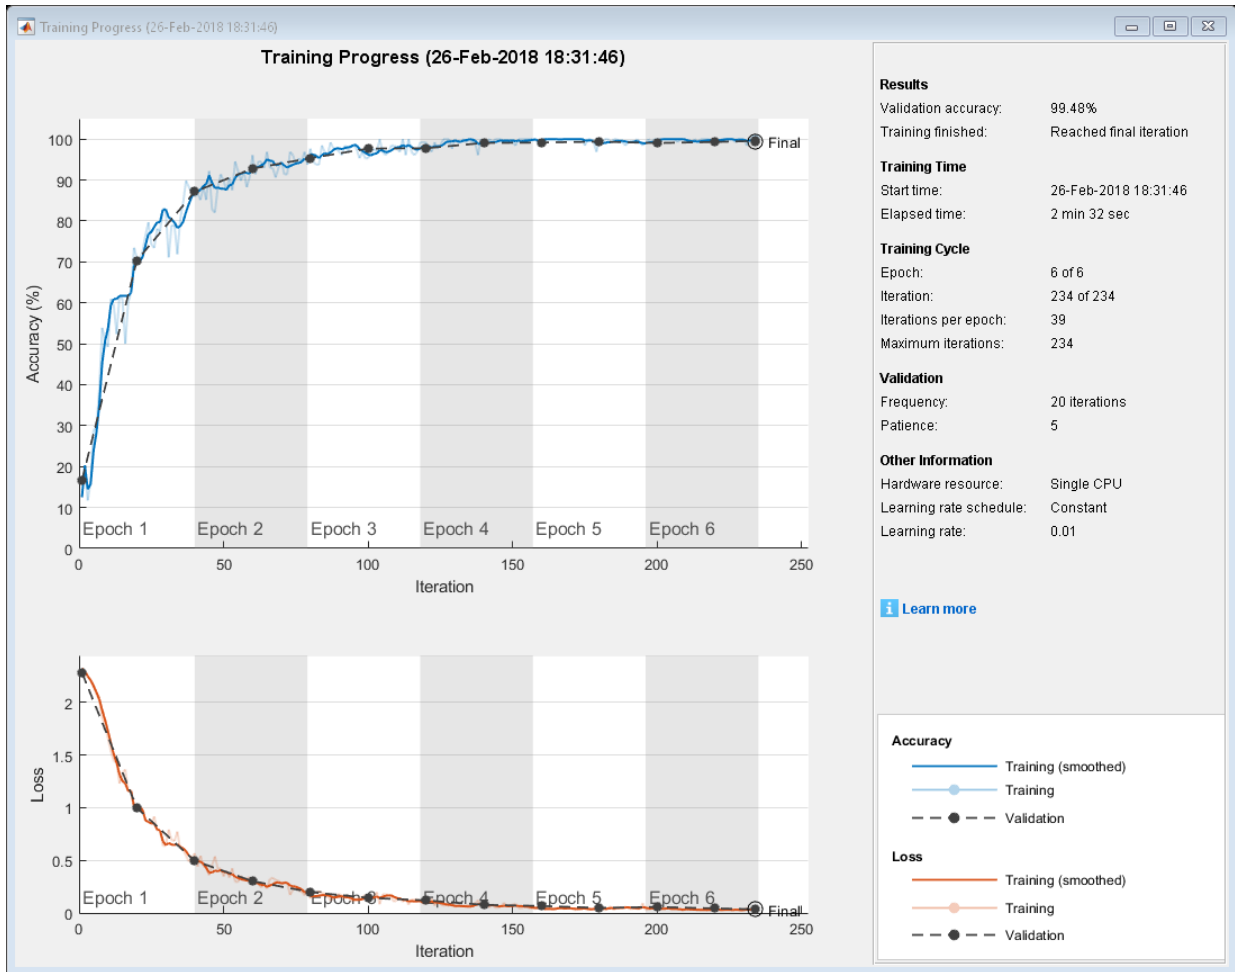 Training Progress (26-Feb-2018 18:31:46)
Training Progress (26-Feb-2018 18:31:46)
Accuracy (%)
100
90
80
70
60
50
40
30
20
10
0
Final
Epoch 1 Epoch 2 Epoch 3 Epoch 4 Epoch 5 Epoch 6
0 50 100 150 200 250
Iteration
Loss
2
1.5
1
0.5
0
Epoch 1 Epoch 2 Epoch 3 Epoch 4 Epoch 5 Epoch 6
Final
0 50 100 150 200 250
Iteration
Results
Validation accuracy: 99.48%
Training finished: Reached final iteration
Training Time
Start time: 26-Feb-2018 18:31:46
Elapsed time: 2 min 32 sec
Training Cycle
Epoch: 6 of 6
Iteration: 234 of 234
Iterations per epoch: 39
Maximum iterations: 234
Validation
Frequency: 20 iterations
Patience: 5
Other Information
Hardware resource: Single CPU
Learning rate schedule: Constant
Learning rate: 0.01
i Learn more
Accuracy
Training (smoothed)
Training
Validation
Loss
Training (smoothed)
Training
Validation